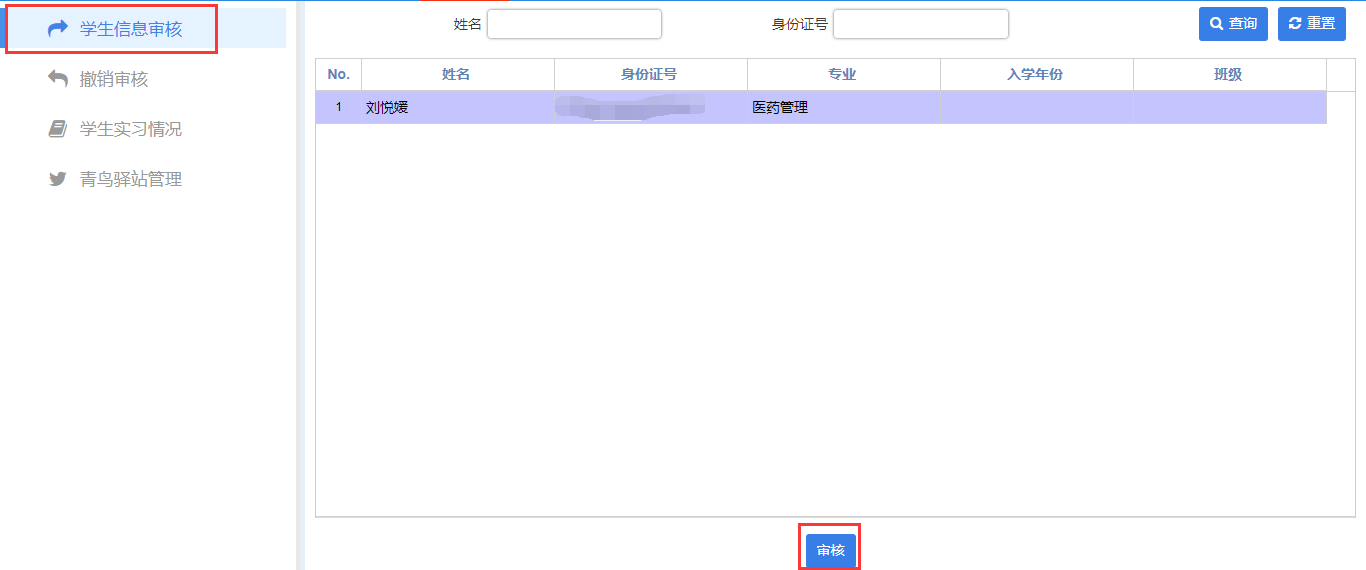 学生信息审核
撤销审核
学生实习情况
青鸟驿站管理
姓名 身份证号 查询 重置
No. 姓名 身份证号 专业 入学年份 班级
1 刘悦媛 医药管理
审核